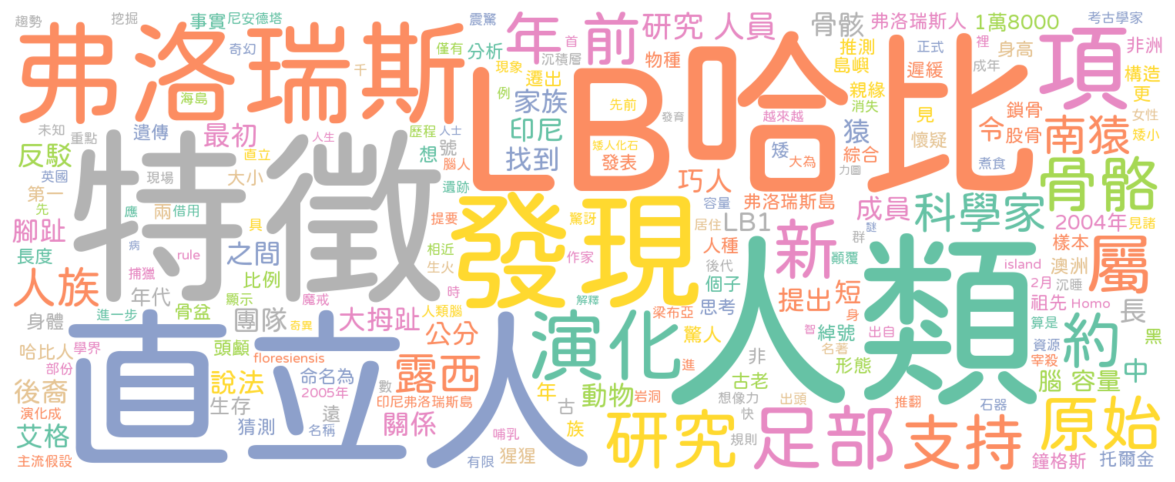 趨勢 挖掘 事實 尼安德塔 震驚 首 年 前 研究 人員 骨骸 弗洛瑞斯人 1萬8000 考古學家
弗洛瑞斯 奇幻 千 海島 僅有 分析 現象 例 沉積層 遷出 物種 推測 島嶼 正式 裡 身高 成年 項 非洲
LB 哈比 先前 遲緩 親緣 消失 構造 更
未知 重點 遺傳 最初 人生 歷程 人士 家族 印尼 發育 越來越 猿 見 鎖骨 令 股骨 女性 矮小
反駁 直立 號 想 腦人 找到 矮人化石 發表 矮 大為 綜合 力圖 懷疑 煮食 南猿
英國 第一 現場 大小 特徵 遺跡 巧人 骨骼
先 應 兩 借用 具 提要 發現 驚訝 弗洛瑞斯島 容量 居住 LB1 成員 科學家 2004年 見諸
腳趾 長度 病 rule 之間 相近 生火 作家 人種 謎 群 顛覆 樣本
人族 捕獵 比例 時 後代 個子 新 island 澳洲 屬
年代 顯示 魔戒 人類腦 解釋 思考 提出 短 2月 沉睡 祖先 Homo
進一步 骨盆 團隊 奇異 大拇趾 公分 演化 梁布亞 驚人 人類 身 智 綽號 出自 算是 長
身體 學界 頭顱 floresiensis 露西 非 進 名著 形態 資源 約 黑
哈比人 部份 命名為 數 宰殺 中
後裔 說法 2005年 年 動物 岩洞 古老 腦 容量
演化成 生存 直立人 印尼弗洛瑞斯島 遠 古 想像力 出頭 推翻 石器
艾格 猜測 名稱 關係 哺乳 族 研究 快 足部 支持 原始
主流假設 有限 猩猩 規則 鐘格斯 托爾金